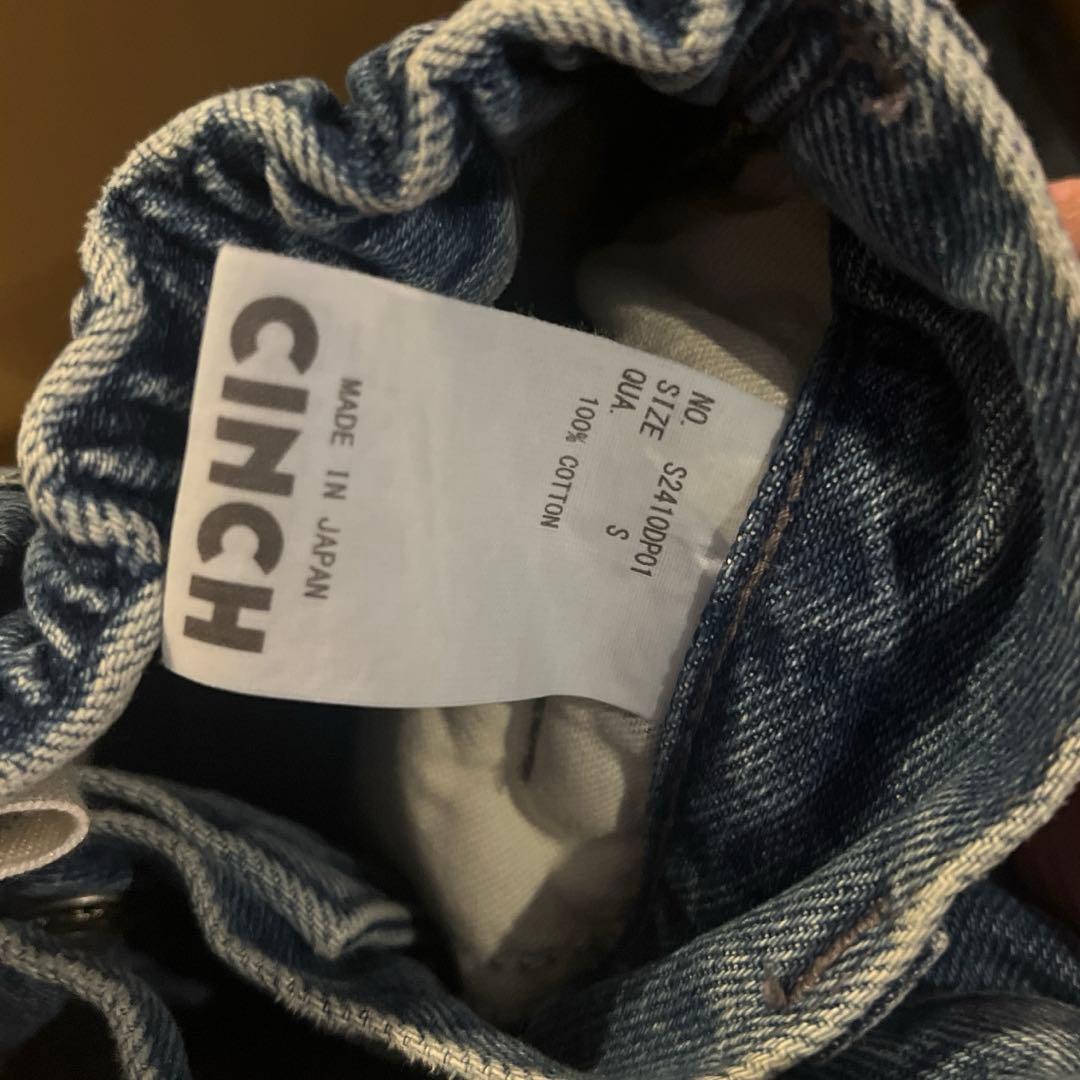 NO. S2410DP01
SIZE S
QUA.
100% COTTON
MADE IN JAPAN
CINCH